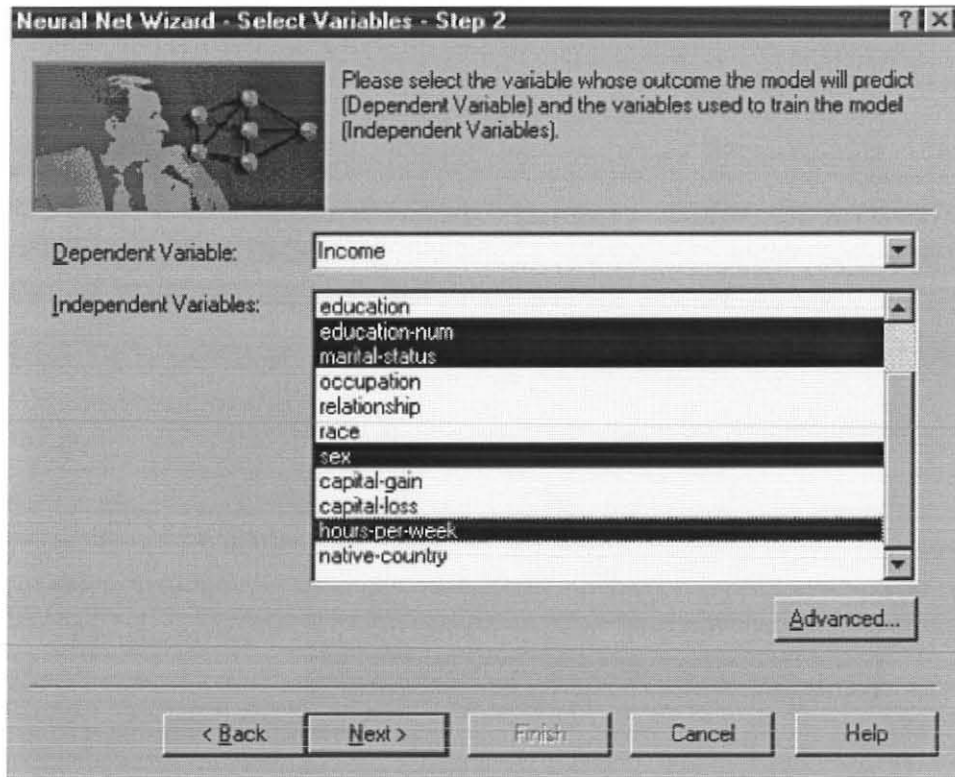 Neural Net Wizard - Select Variables - Step 2
Please select the variable whose outcome the model will predict
(Dependent Variable) and the variables used to train the model
(Independent Variables).
Dependent Variable:
Income
Independent Variables:
education
education-num
marital-status
occupation
relationship
race
sex
capital-gain
capital-loss
hours-per-week
native-country
Advanced...
< Back
Next >
Finish
Cancel
Help